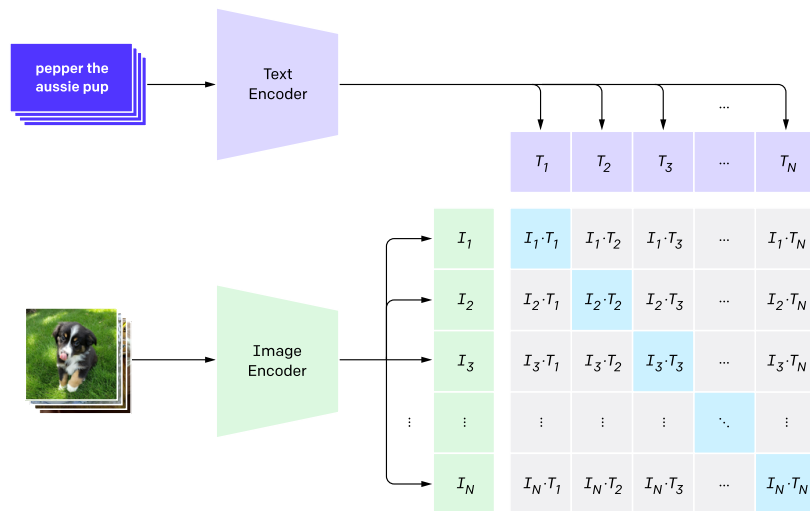 pepper the
aussie pup
Text
Encoder
...
T1 T2 T3 ... TN
I1 I1·T1 I1·T2 I1·T3 ... I1·TN
I2 I2·T1 I2·T2 I2·T3 ... I2·TN
Image
Encoder
I3 I3·T1 I3·T2 I3·T3 ... I3·TN
⋮ ⋮ ⋮ ⋮ ⋮ ⋱ ⋮
IN IN·T1 IN·T2 IN·T3 ... IN·TN